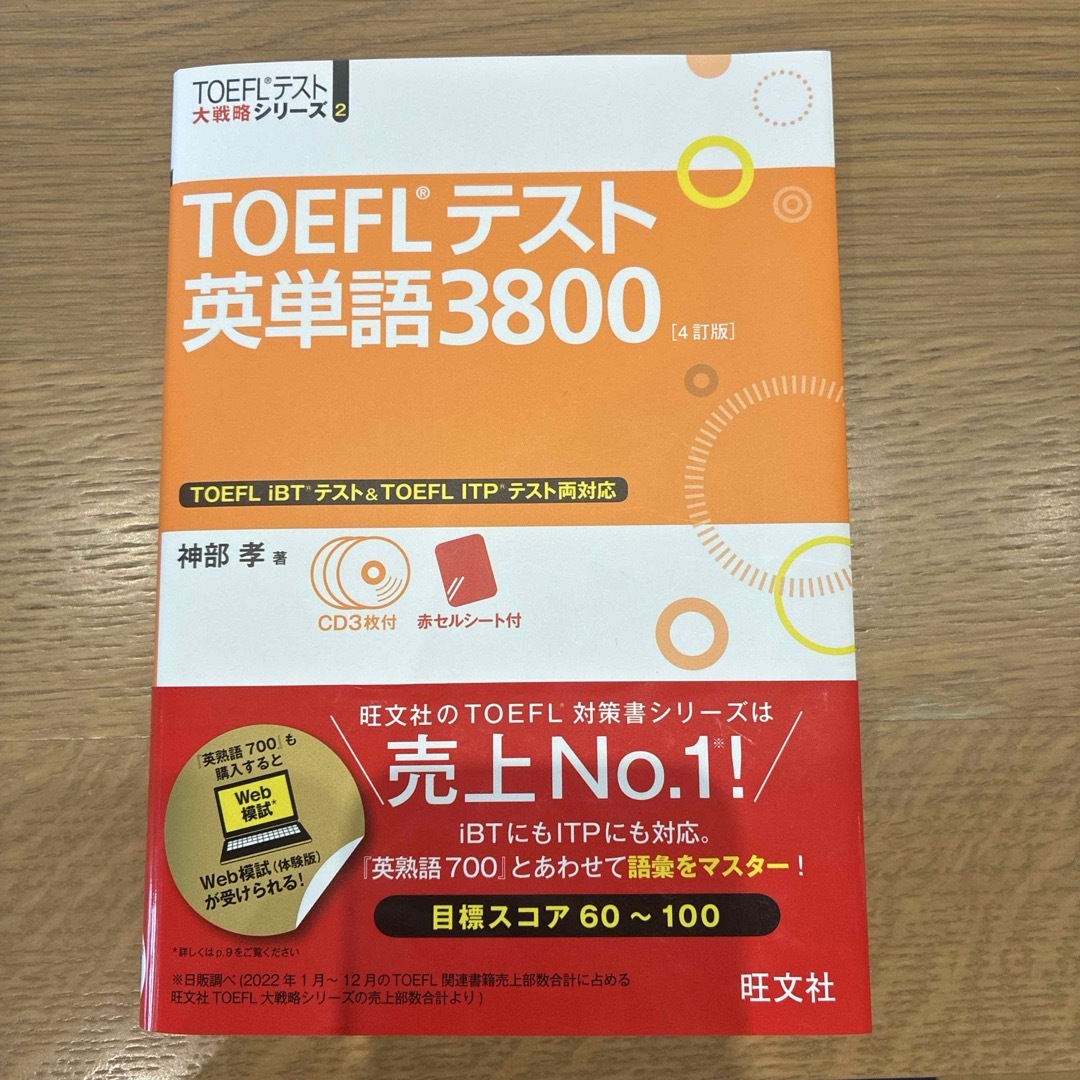 TOEFL®テスト
大戦略シリーズ 2
TOEFL®テスト
英単語3800 [4訂版]
TOEFL iBT®テスト&TOEFL ITP®テスト両対応
神部 孝 著
CD3枚付
赤セルシート付
旺文社のTOEFL®対策書シリーズは
売上No.1!※
iBTにもITPにも対応。
『英熟語700』とあわせて語彙をマスター!
目標スコア 60~100
『英熟語700』も
購入すると
Web
模試*
Web模試(体験版)
が受けられる!
*詳しくはp.9をご覧ください
※日販調べ(2022年1月~12月のTOEFL関連書籍売上部数合計に占める
旺文社TOEFL大戦略シリーズの売上部数合計より)
旺文社